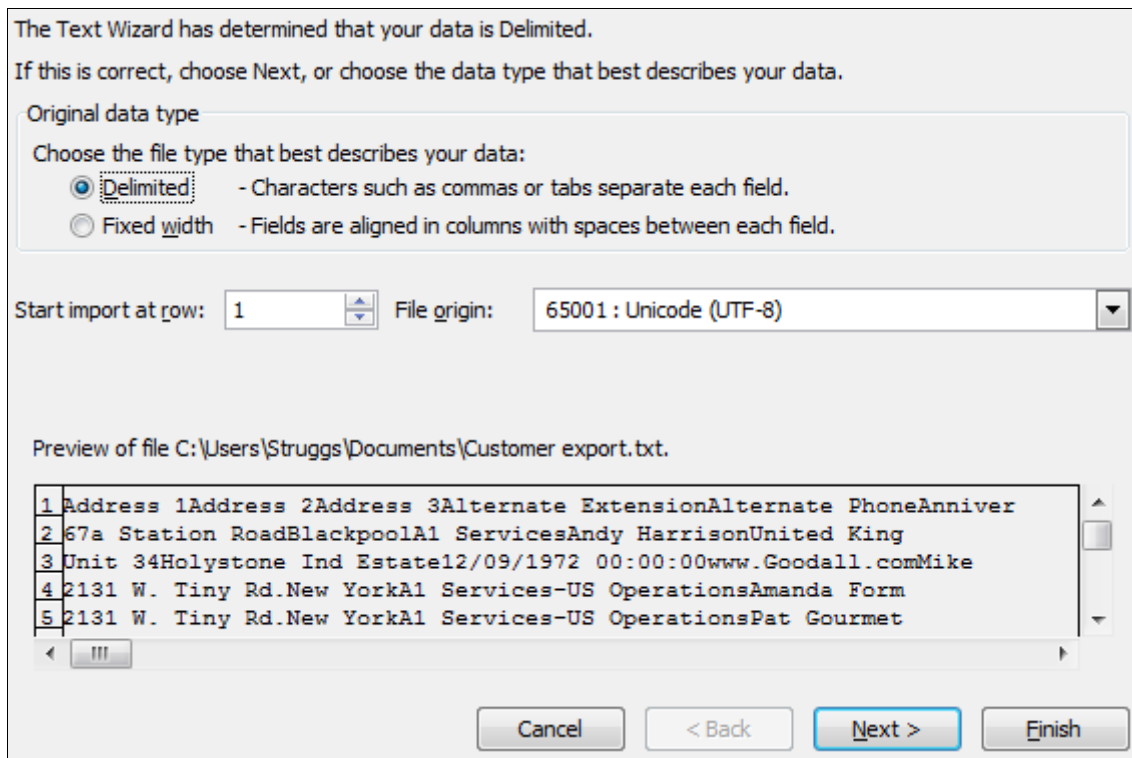 The Text Wizard has determined that your data is Delimited.
If this is correct, choose Next, or choose the data type that best describes your data.
Original data type
Choose the file type that best describes your data:
Delimited - Characters such as commas or tabs separate each field.
Fixed width - Fields are aligned in columns with spaces between each field.
Start import at row: 1 File origin: 65001 : Unicode (UTF-8)
Preview of file C:\Users\Struggs\Documents\Customer export.txt.
1 Address 1Address 2Address 3Alternate ExtensionAlternate PhoneAnniver
2 67a Station RoadBlackpoolA1 ServicesAndy HarrisonUnited King
3 Unit 34Holystone Ind Estate12/09/1972 00:00:00www.Goodall.comMike
4 2131 W. Tiny Rd.New YorkA1 Services-US OperationsAmanda Form
5 2131 W. Tiny Rd.New YorkA1 Services-US OperationsPat Gourmet
Cancel < Back Next > Finish